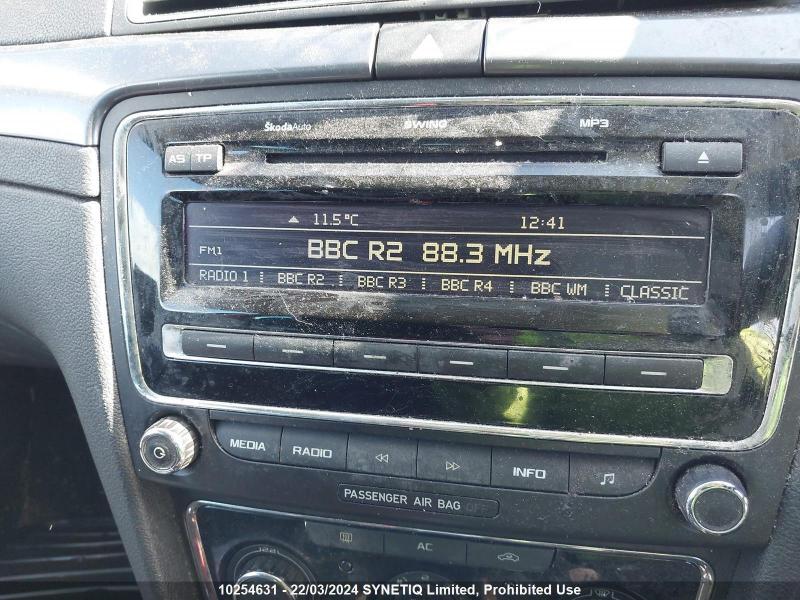 ŠkodaAuto SWING MP3
AS TP
11.5°C 12:41
FM1 BBC R2 88.3 MHz
RADIO 1 BBC R2 BBC R3 BBC R4 BBC WM CLASSIC
MEDIA RADIO INFO
PASSENGER AIR BAG OFF
AC
10254631 - 22/03/2024 SYNETIQ Limited, Prohibited Use